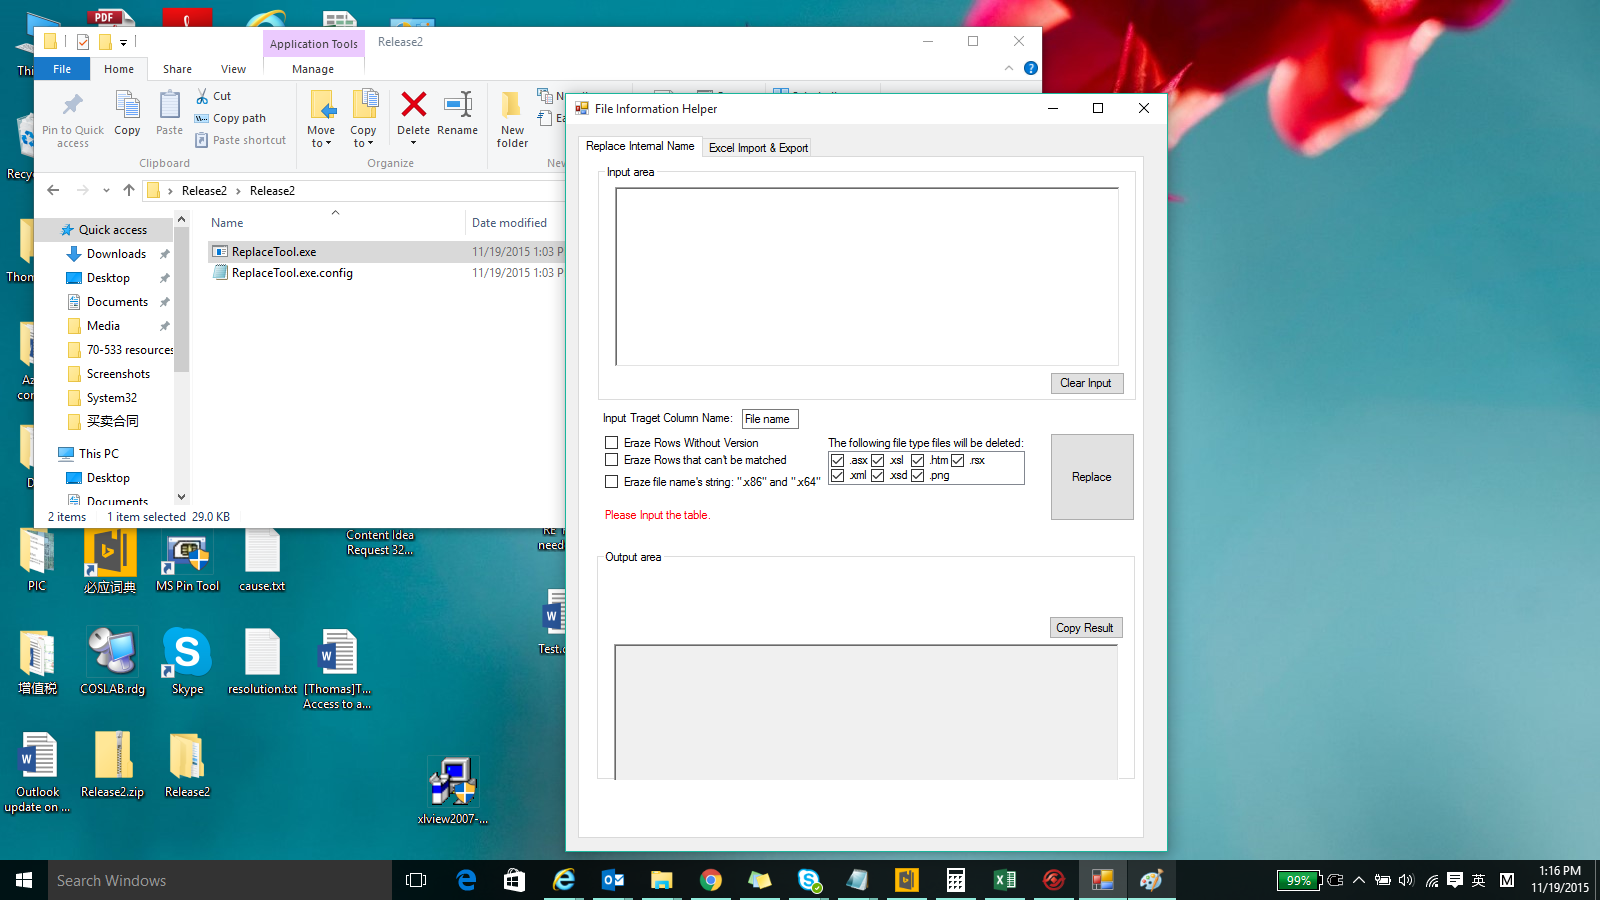 PDF
Application Tools
Release2
File
Home
Share
View
Manage
Pin to Quick access
Copy
Paste
Cut
Copy path
Paste shortcut
Clipboard
Move to
Copy to
Delete
Rename
Organize
New folder
Release2 > Release2
Name
Date modified
Quick access
Downloads
Desktop
Documents
Media
70-533 resources
Screenshots
System32
买卖合同
This PC
Desktop
Documents
ReplaceTool.exe
11/19/2015 1:03 P
ReplaceTool.exe.config
11/19/2015 1:03 P
2 items
1 item selected 29.0 KB
File Information Helper
Replace Internal Name
Excel Import & Export
Input area
Clear Input
Input Traget Column Name:
File name
Eraze Rows Without Version
Eraze Rows that can't be matched
Eraze file name's string: ".x86" and ".x64"
The following file type files will be deleted:
.asx .xsl .htm .rsx
.xml .xsd .png
Replace
Please Input the table.
Output area
Copy Result
Content Idea
Request 32...
need
PIC
必应词典
MS Pin Tool
cause.txt
增值税
COSLAB.rdg
Skype
resolution.txt
[Thomas]T...
Access to a...
Outlook
update on ...
Release2.zip
Release2
xlview2007-...
Search Windows
99%
英
M
1:16 PM
11/19/2015